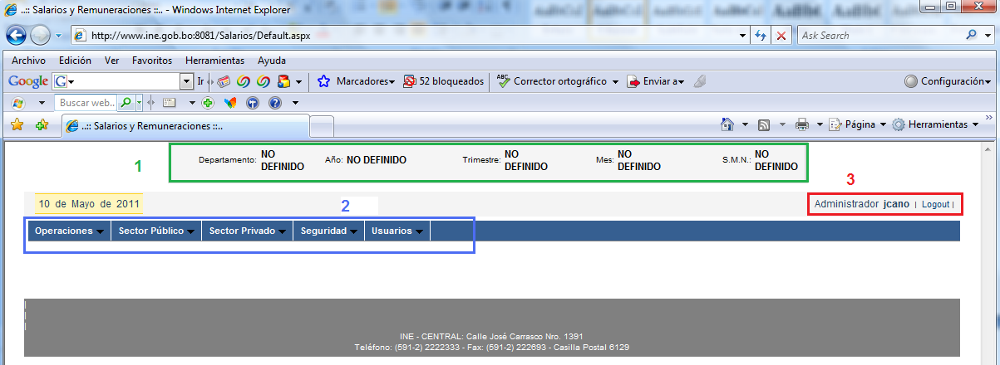 ..:: Salarios y Remuneraciones ::.. - Windows Internet Explorer
http://www.ine.gob.bo:8081/Salarios/Default.aspx
Ask Search
Archivo Edición Ver Favoritos Herramientas Ayuda
Google G Ir Marcadores 52 bloqueados ABC Corrector ortográfico Enviar a Configuración
Buscar web..
..:: Salarios y Remuneraciones ::.. Página Herramientas »
1
Departamento: NO DEFINIDO Año: NO DEFINIDO Trimestre: NO DEFINIDO Mes: NO DEFINIDO S.M.N.: NO DEFINIDO
3
10 de Mayo de 2011 2 Administrador jcano | Logout |
Operaciones Sector Público Sector Privado Seguridad Usuarios
|
|
|
INE - CENTRAL: Calle José Carrasco Nro. 1391
Teléfono: (591-2) 2222333 - Fax: (591-2) 222693 - Casilla Postal 6129